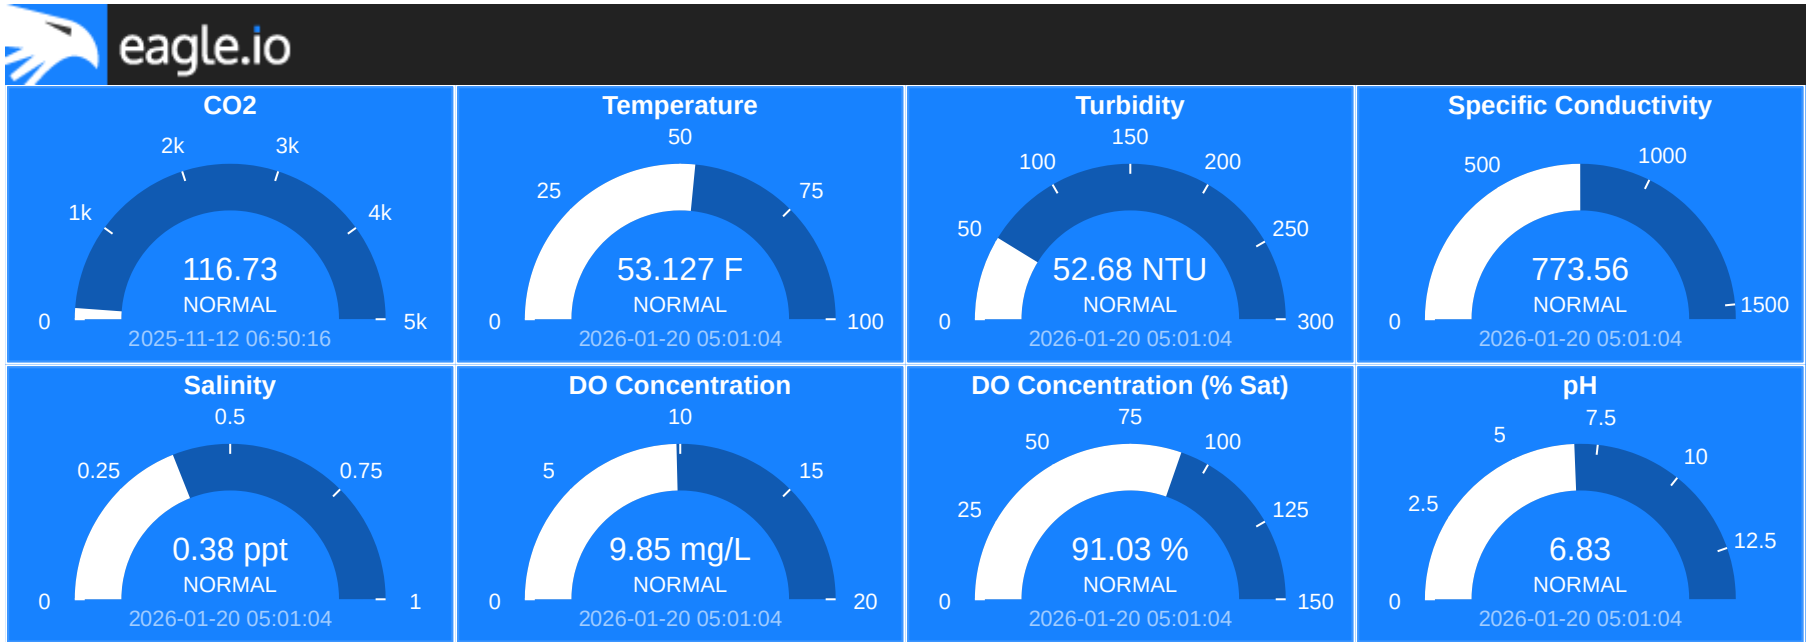 eagle.io
CO2
2k 3k
1k 4k
116.73
NORMAL
0 5k
2025-11-12 06:50:16
Temperature
50
25 75
53.127 F
NORMAL
0 100
2026-01-20 05:01:04
Turbidity
150
100 200
50 250
52.68 NTU
NORMAL
0 300
2026-01-20 05:01:04
Specific Conductivity
500 1000
773.56
NORMAL 1500
0
2026-01-20 05:01:04
Salinity
0.5
0.25 0.75
0.38 ppt
NORMAL
0 1
2026-01-20 05:01:04
DO Concentration
10
5 15
9.85 mg/L
NORMAL
0 20
2026-01-20 05:01:04
DO Concentration (% Sat)
75
50 100
25 125
91.03 %
NORMAL
0 150
2026-01-20 05:01:04
pH
7.5
5 10
2.5 12.5
6.83
NORMAL
0
2026-01-20 05:01:04